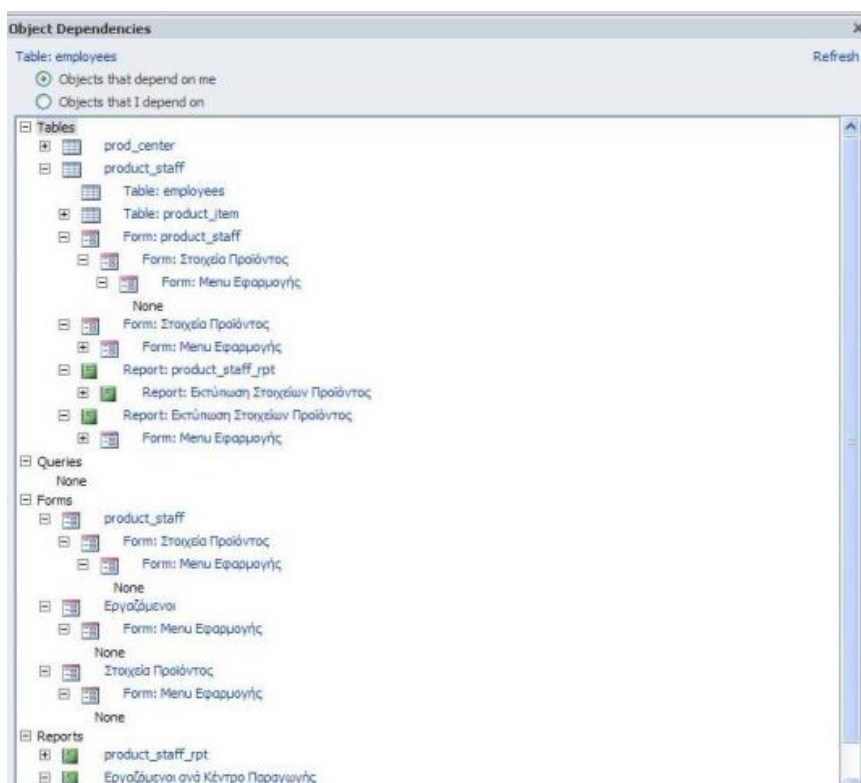 Object Dependencies
Table: employees Refresh
Objects that depend on me
Objects that I depend on
Tables
prod_center
product_staff
Table: employees
Table: product_item
Form: product_staff
Form: Στοιχεία Προϊόντος
Form: Menu Εφαρμογής
None
Form: Στοιχεία Προϊόντος
Form: Menu Εφαρμογής
Report: product_staff_rpt
Report: Εκτύπωση Στοιχείων Προϊόντος
Report: Εκτύπωση Στοιχείων Προϊόντος
Form: Menu Εφαρμογής
Queries
None
Forms
product_staff
Form: Στοιχεία Προϊόντος
Form: Menu Εφαρμογής
None
Εργαζόμενοι
Form: Menu Εφαρμογής
None
Στοιχεία Προϊόντος
Form: Menu Εφαρμογής
None
Reports
product_staff_rpt
Εργαζόμενοι ανά Κέντρο Παραγωγής